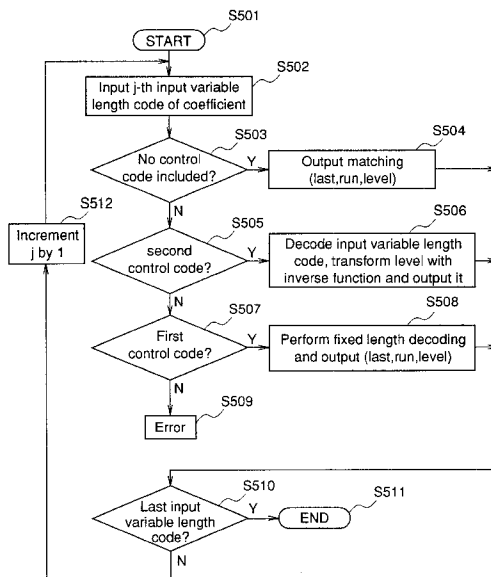 S501
START
S502
Input j-th input variable
length code of coefficient
S503
No control
code included?
Y
N
S504
Output matching
(last,run,level)
S512
Increment
j by 1
S505
second
control code?
Y
N
S506
Decode input variable length
code, transform level with
inverse function and output it
S507
First
control code?
Y
N
S508
Perform fixed length decoding
and output (last,run,level)
S509
Error
S510
Last input
variable length
code?
Y
N
S511
END